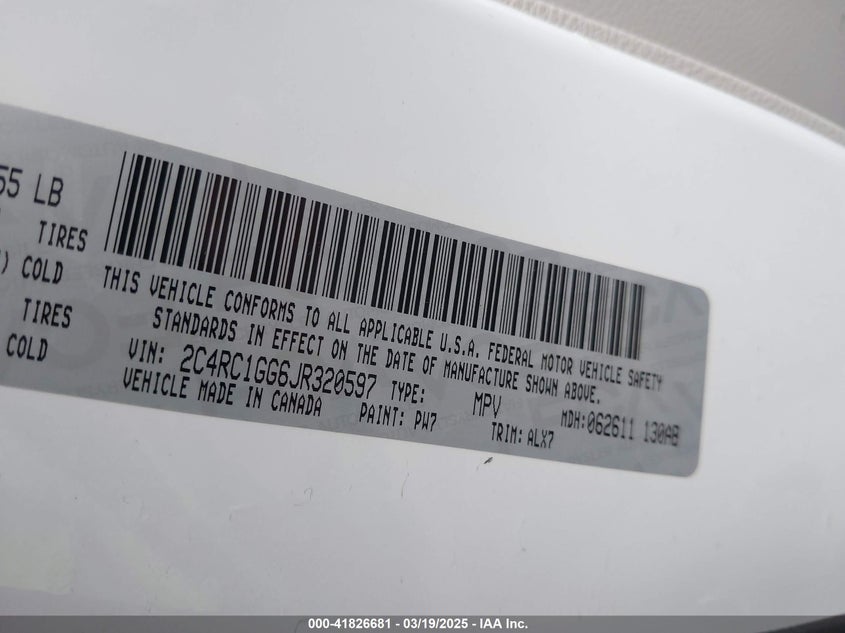 55 LB
TIRES
) COLD
TIRES
COLD
THIS VEHICLE CONFORMS TO ALL APPLICABLE U.S.A. FEDERAL MOTOR VEHICLE SAFETY
STANDARDS IN EFFECT ON THE DATE OF MANUFACTURE SHOWN ABOVE.
VIN: 2C4RC1GG6JR320597 TYPE: MPV MDH:062611 130AB
VEHICLE MADE IN CANADA PAINT: PW7 TRIM: ALX7
000-41826681 - 03/19/2025 - IAA Inc.